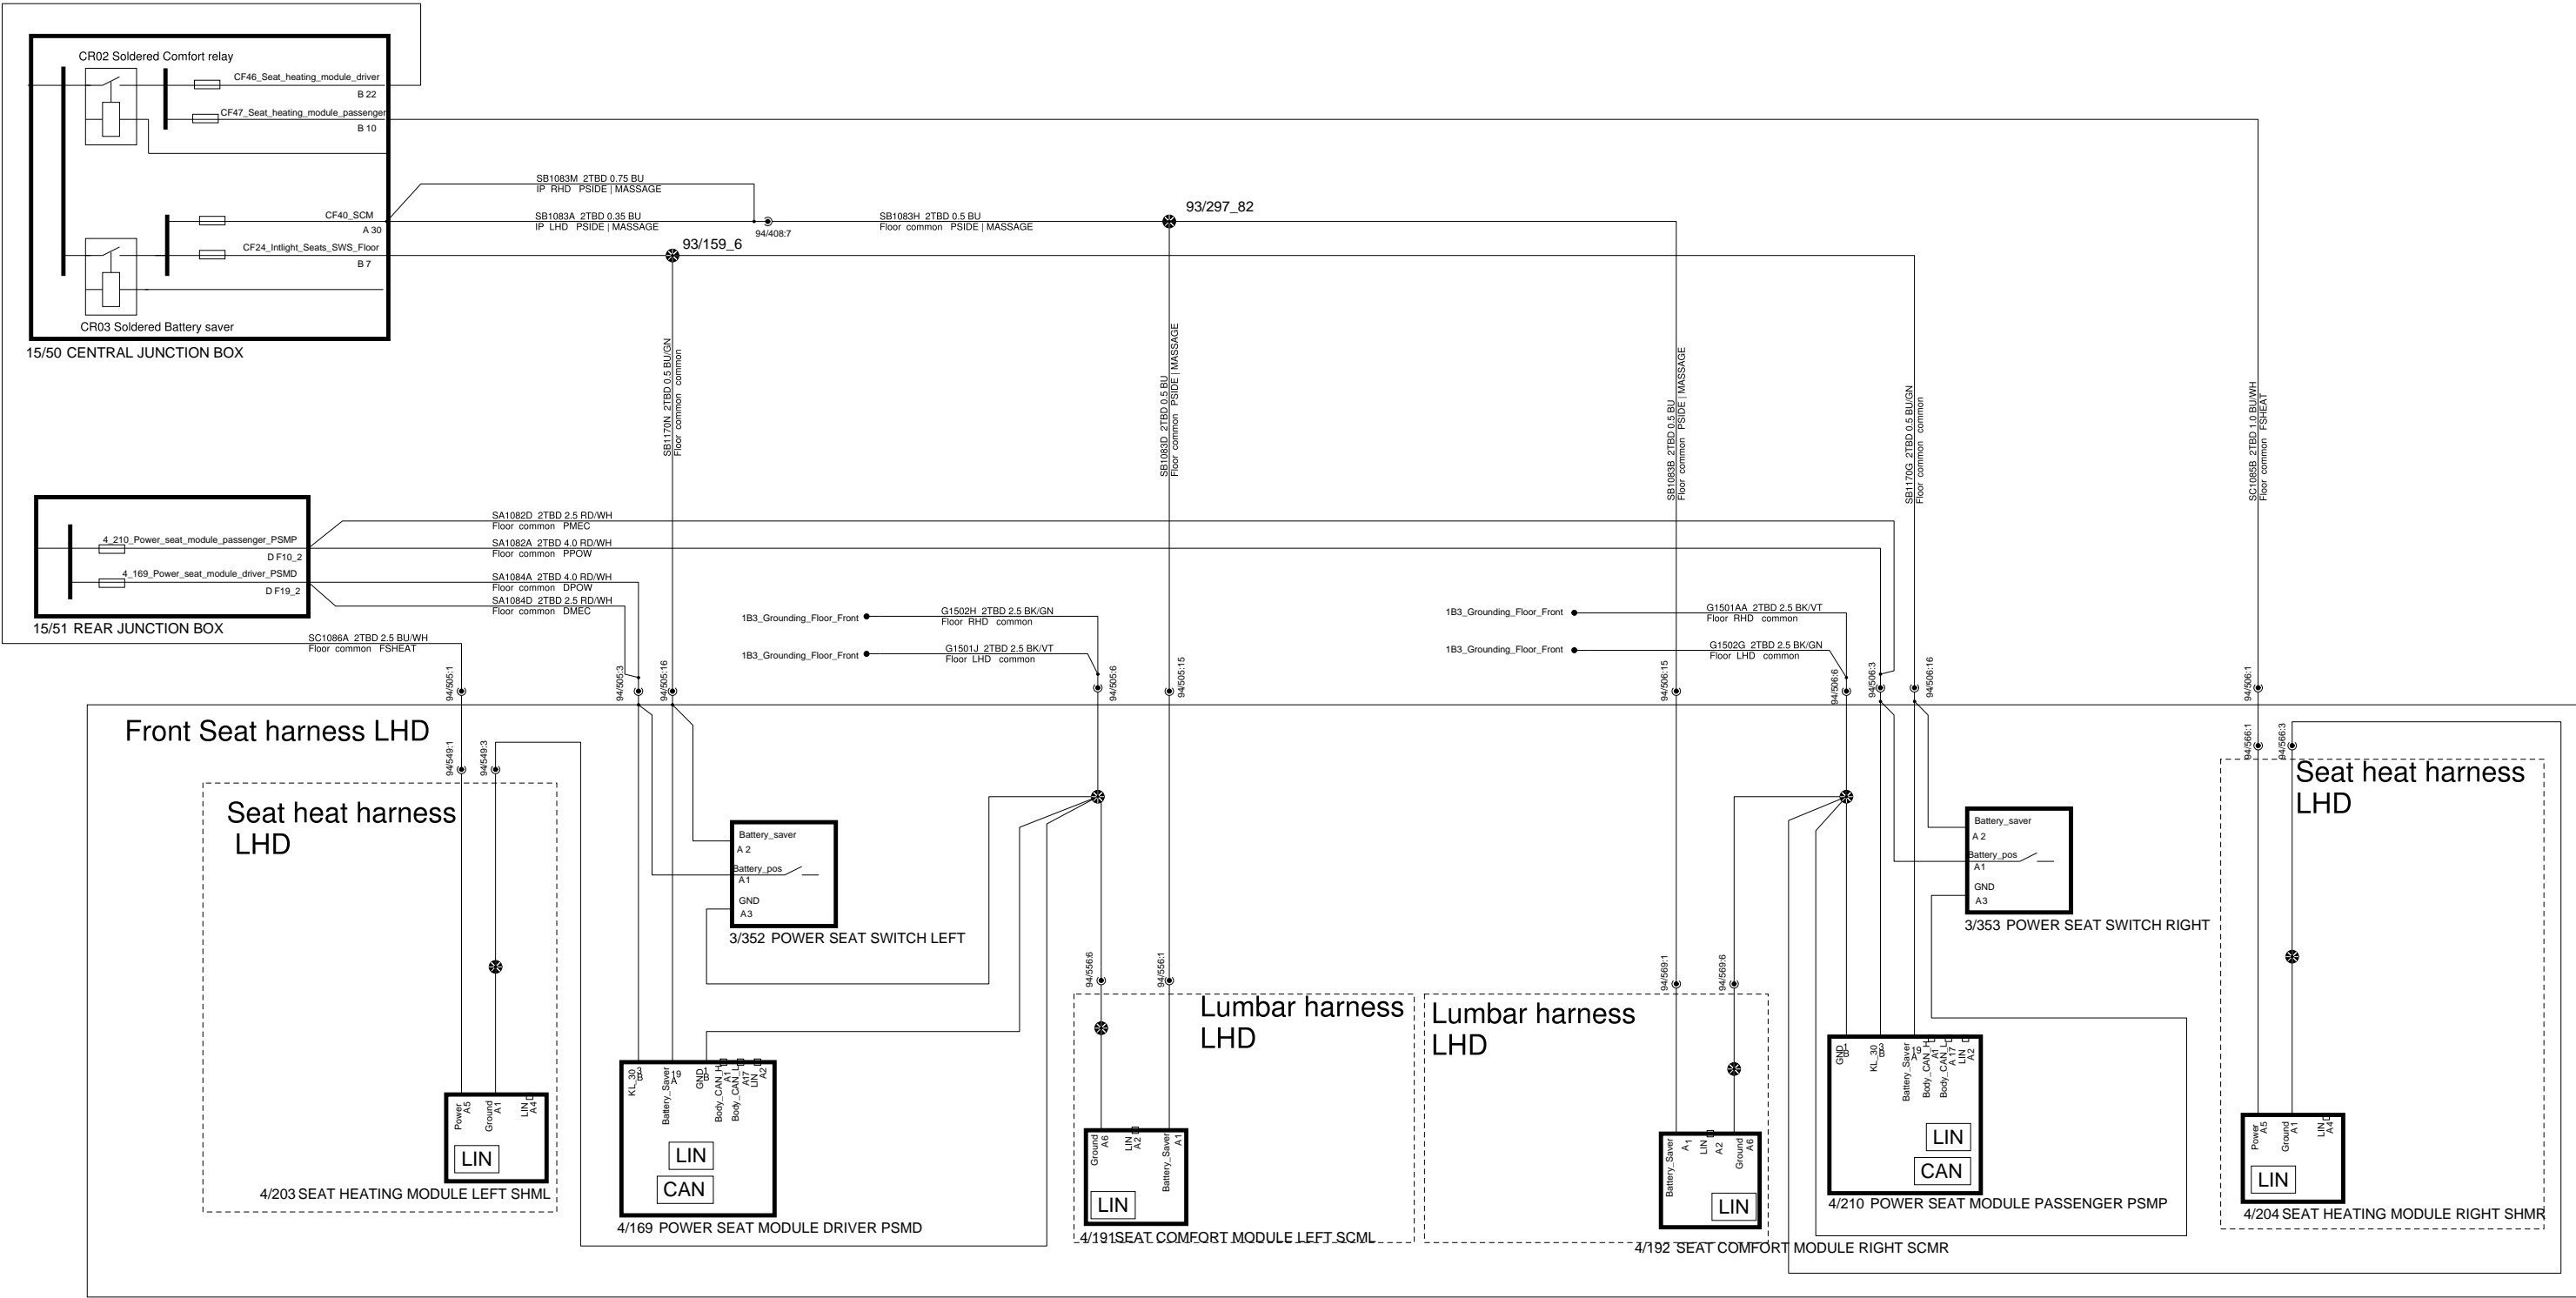 CR02 Soldered Comfort relay
CF46_Seat_heating_module_driver
B 22
CF47_Seat_heating_module_passenger
B 10
CF40_SCM
A 30
CF24_Intlight_Seats_SWS_Floor
B 7
CR03 Soldered Battery saver
15/50 CENTRAL JUNCTION BOX
SB1083M 2TBD 0.75 BU
IP RHD PSIDE | MASSAGE
SB1083A 2TBD 0.35 BU
IP LHD PSIDE | MASSAGE
94/408:7
SB1083H 2TBD 0.5 BU
Floor common PSIDE | MASSAGE
93/297_82
93/159_6
SB1170N 2TBD 0.5 BU/GN
Floor common common
SB1083D 2TBD 0.5 BU
Floor common PSIDE | MASSAGE
SB1083B 2TBD 0.5 BU
Floor common PSIDE | MASSAGE
SB1170G 2TBD 0.5 BU/GN
Floor common common
SC1085B 2TBD 1.0 BU/WH
Floor common FSHEAT
4_210_Power_seat_module_passenger_PSMP
D F10_2
4_169_Power_seat_module_driver_PSMD
D F19_2
15/51 REAR JUNCTION BOX
SA1082D 2TBD 2.5 RD/WH
Floor common PMEC
SA1082A 2TBD 4.0 RD/WH
Floor common PPOW
SA1084A 2TBD 4.0 RD/WH
Floor common DPOW
SA1084D 2TBD 2.5 RD/WH
Floor common DMEC
SC1086A 2TBD 2.5 BU/WH
Floor common FSHEAT
1B3_Grounding_Floor_Front
G1502H 2TBD 2.5 BK/GN
Floor RHD common
1B3_Grounding_Floor_Front
G1501J 2TBD 2.5 BK/VT
Floor LHD common
1B3_Grounding_Floor_Front
G1501AA 2TBD 2.5 BK/VT
Floor RHD common
1B3_Grounding_Floor_Front
G1502G 2TBD 2.5 BK/GN
Floor LHD common
94/505:1
94/505:3
94/505:16
94/505:6
94/505:15
94/506:15
94/506:6
94/506:3
94/506:16
94/506:1
Front Seat harness LHD
94/549:1
94/549:3
94/566:1
94/566:3
Seat heat harness
LHD
Seat heat harness
LHD
Battery_saver
A 2
Battery_pos
A1
GND
A3
3/352 POWER SEAT SWITCH LEFT
Battery_saver
A 2
Battery_pos
A1
GND
A3
3/353 POWER SEAT SWITCH RIGHT
94/556:6
94/556:1
94/569:1
94/569:6
Lumbar harness
LHD
Lumbar harness
LHD
Power
A5
Ground
A1
LIN
A4
LIN
4/203 SEAT HEATING MODULE LEFT SHML
KL_30
3
B
Battery_Saver
19
A
GND
1
B
Body_CAN_H
A1
Body_CAN_L
A17
LIN
A2
LIN
CAN
4/169 POWER SEAT MODULE DRIVER PSMD
Ground
A6
LIN
A2
Battery_Saver
A1
LIN
4/191SEAT COMFORT MODULE LEFT SCML
Battery_Saver
A1
LIN
A2
Ground
A6
LIN
4/192 SEAT COMFORT MODULE RIGHT SCMR
GND
1
B
KL_30
3
B
Battery_Saver
19
A
Body_CAN_H
A1
Body_CAN_L
A 17
LIN
A2
LIN
CAN
4/210 POWER SEAT MODULE PASSENGER PSMP
Power
A5
Ground
A1
LIN
A4
LIN
4/204 SEAT HEATING MODULE RIGHT SHMR